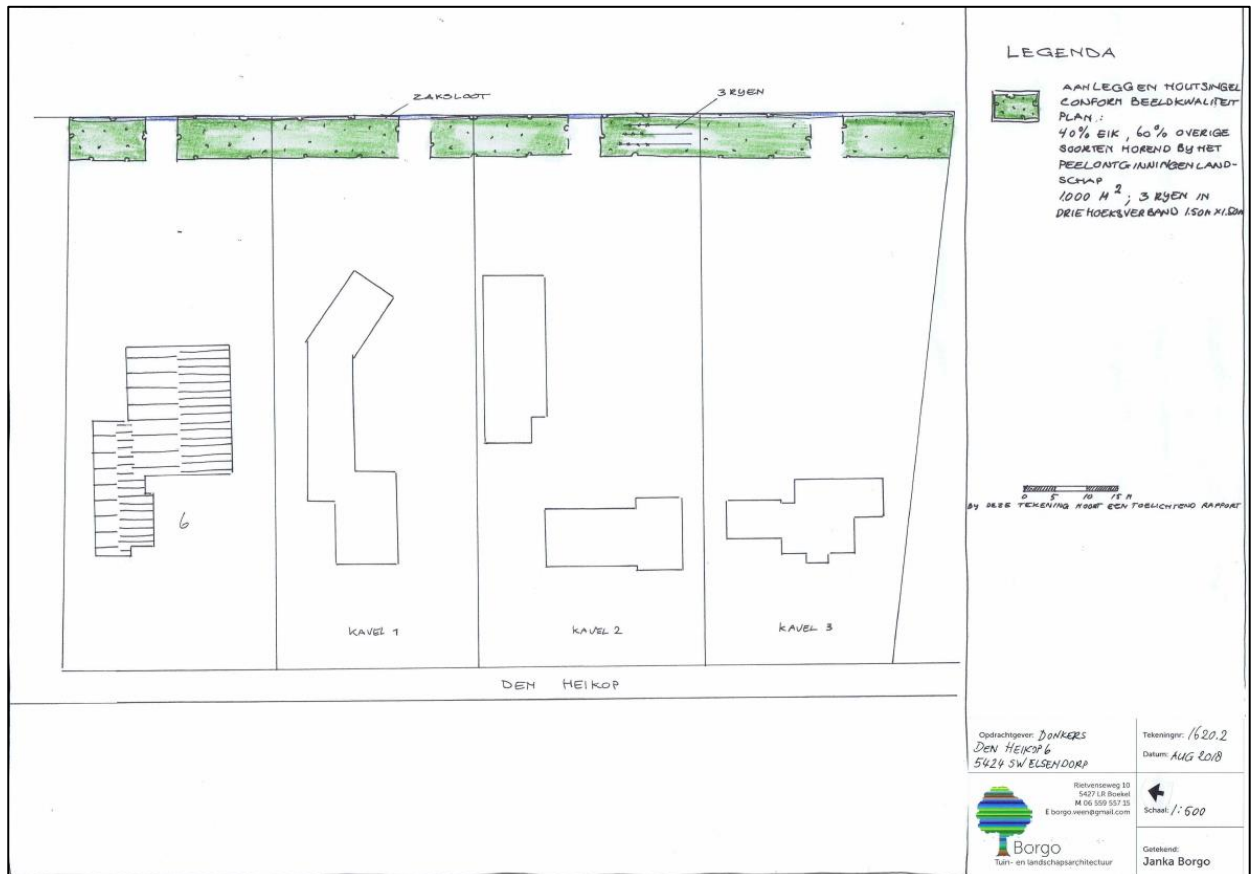 ZAKSLOOT
3 RYEN
6
KAVEL 1
KAVEL 2
KAVEL 3
DEN HEIKOP
LEGENDA
AANLEGGEN HOUTSINGEL
CONFORM BEELDKWALITEIT
PLAN:
40% EIK, 60% OVERIGE
SOORTEN HOREND BY HET
PEELONTGINNINGENLAND-
SCHAP
1.000 M²; 3 RYEN IN
DRIEHOEKSVERBAND 1.50M X 1.50M
0 5 10 15 M
BY DEZE TEKENING HOORT EEN TOELICHTEND RAPPORT
Opdrachtgever: DONKERS
DEN HEIKOP 6
5424 SW ELSENDORP
Tekeningnr: 1620.2
Datum: AUG 2018
Rietvenseweg 10
5427 LR Boekel
M 06 559 557 15
E borgo.veen@gmail.com
Borgo
Tuin- en landschapsarchitectuur
Schaal: 1:500
Getekend:
Janka Borgo